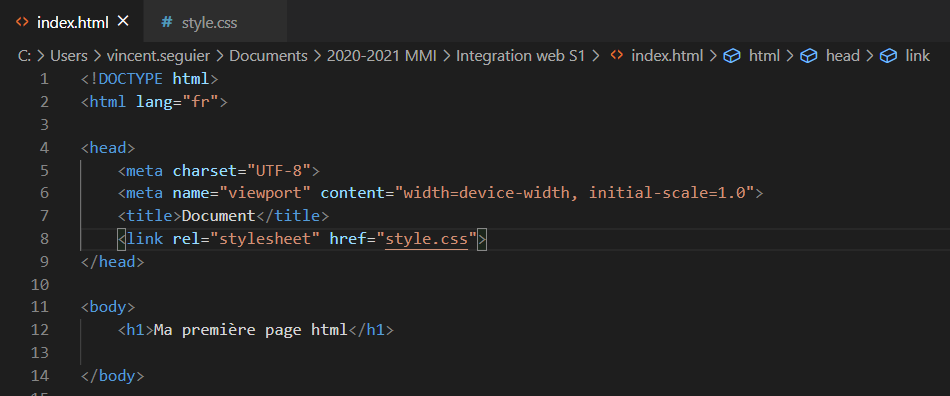 index.html
style.css
C: > Users > vincent.seguier > Documents > 2020-2021 MMI > Integration web S1 > index.html > html > head > link
1 <!DOCTYPE html>
2 <html lang="fr">
3
4 <head>
5 <meta charset="UTF-8">
6 <meta name="viewport" content="width=device-width, initial-scale=1.0">
7 <title>Document</title>
8 <link rel="stylesheet" href="style.css">
9 </head>
10
11 <body>
12 <h1>Ma première page html</h1>
13
14 </body>